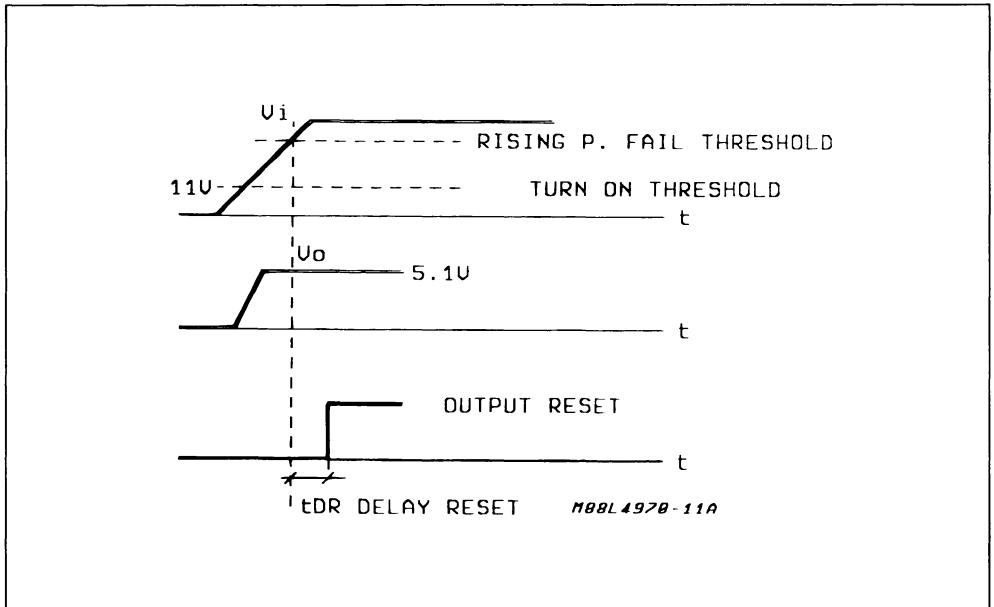 Vi
RISING P. FAIL THRESHOLD
11V
TURN ON THRESHOLD
t
Vo
5.1V
t
OUTPUT RESET
t
tDR DELAY RESET
M88L4970-11A